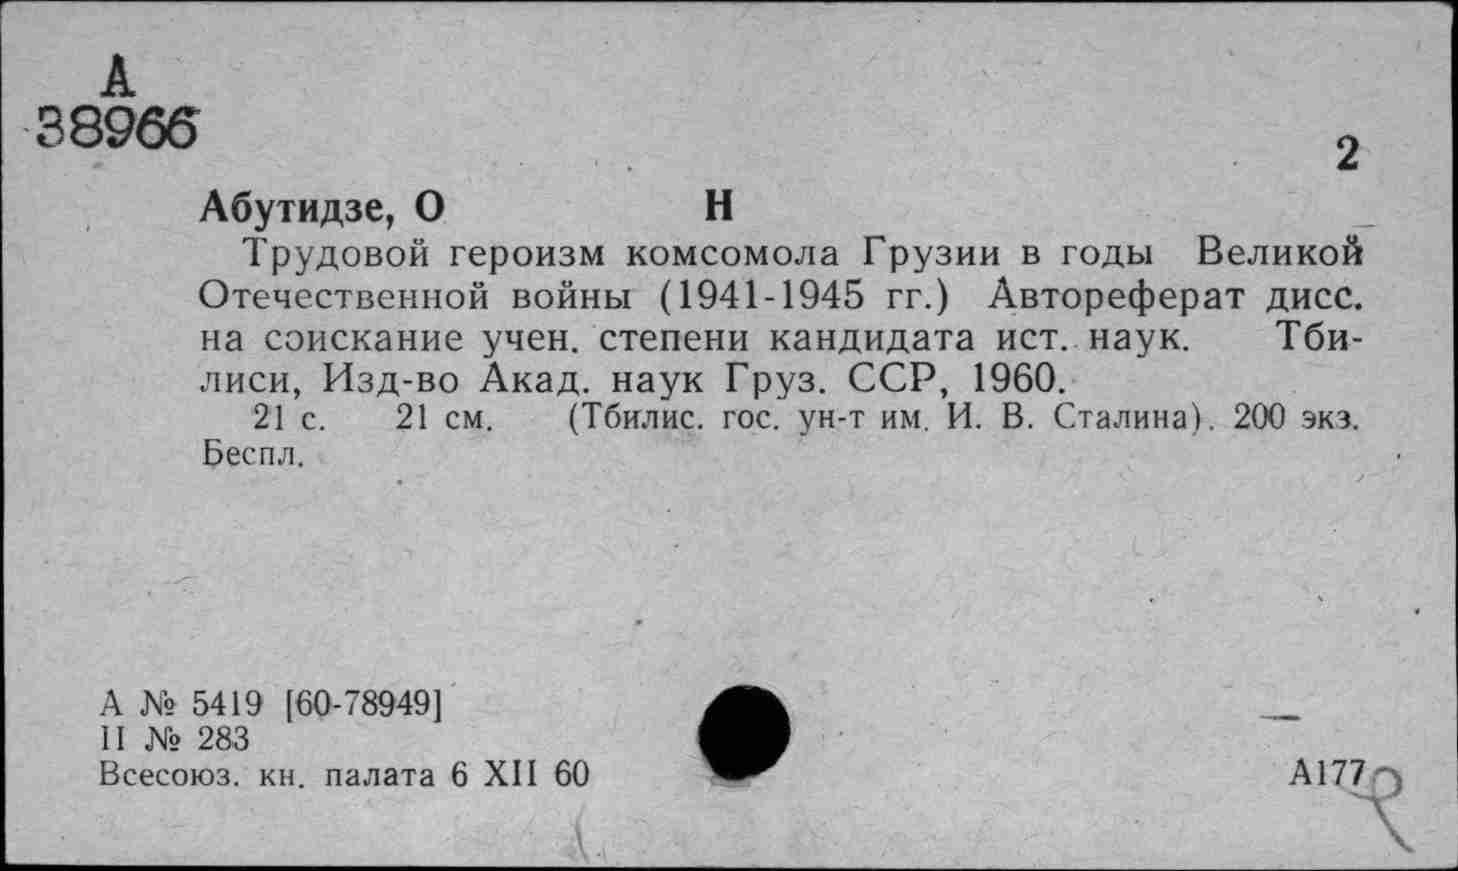 А
38966
2
Абутидзе, О Н
Трудовой героизм комсомола Грузии в годы Великой
Отечественной войны (1941-1945 гг.) Автореферат дисс.
на соискание учен. степени кандидата ист. наук. Тби-
лиси, Изд-во Акад. наук Груз. ССР, 1960.
21 с. 21 см. (Тбилис. гос. ун-т им. И. В. Сталина). 200 экз.
Беспл.
А № 5419 [60-78949]
II № 283
Всесоюз. кн. палата 6 XII 60
А177